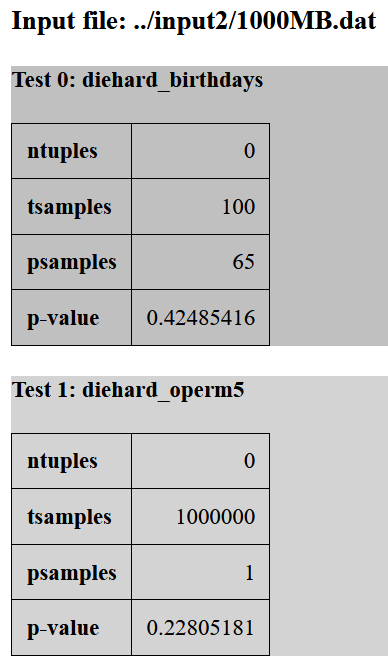 Input file: ../input2/1000MB.dat
Test 0: diehard_birthdays
ntuples 0
tsamples 100
psamples 65
p-value 0.42485416
Test 1: diehard_operm5
ntuples 0
tsamples 1000000
psamples 1
p-value 0.22805181